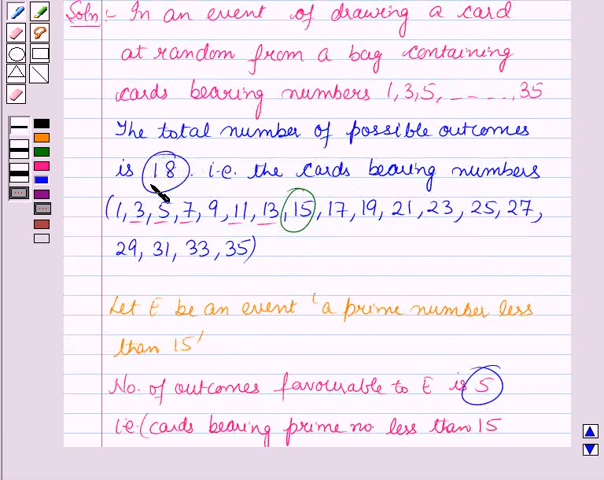 Soln:- In an event of drawing a card
at random from a bag containing
cards bearing numbers 1,3,5, _ _ _ _ _, 35
The total number of possible outcomes
is 18. i.e. the cards bearing numbers
(1, 3, 5, 7, 9, 11, 13, 15, 17, 19, 21, 23, 25, 27,
29, 31, 33, 35)
Let E be an event 'a prime number less
than 15'
No. of outcomes favourable to E is 5
i.e.(cards bearing prime no less than 15